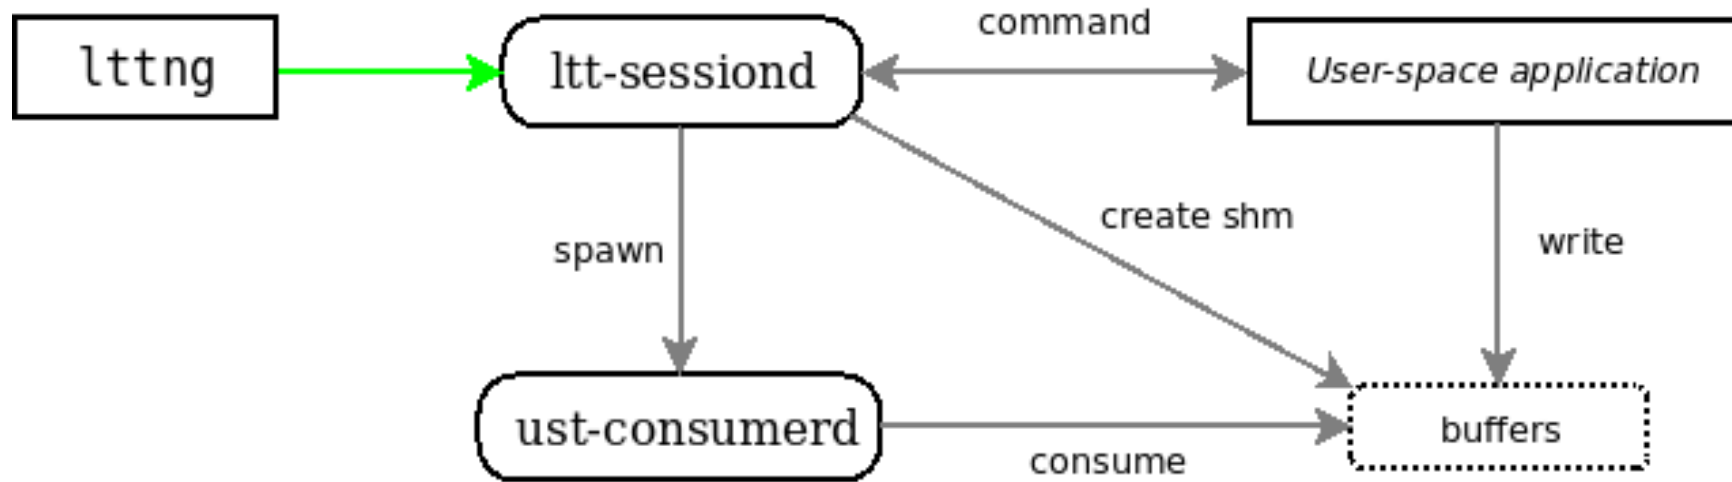 lttng
ltt-sessiond
command
User-space application
spawn
create shm
write
ust-consumerd
consume
buffers